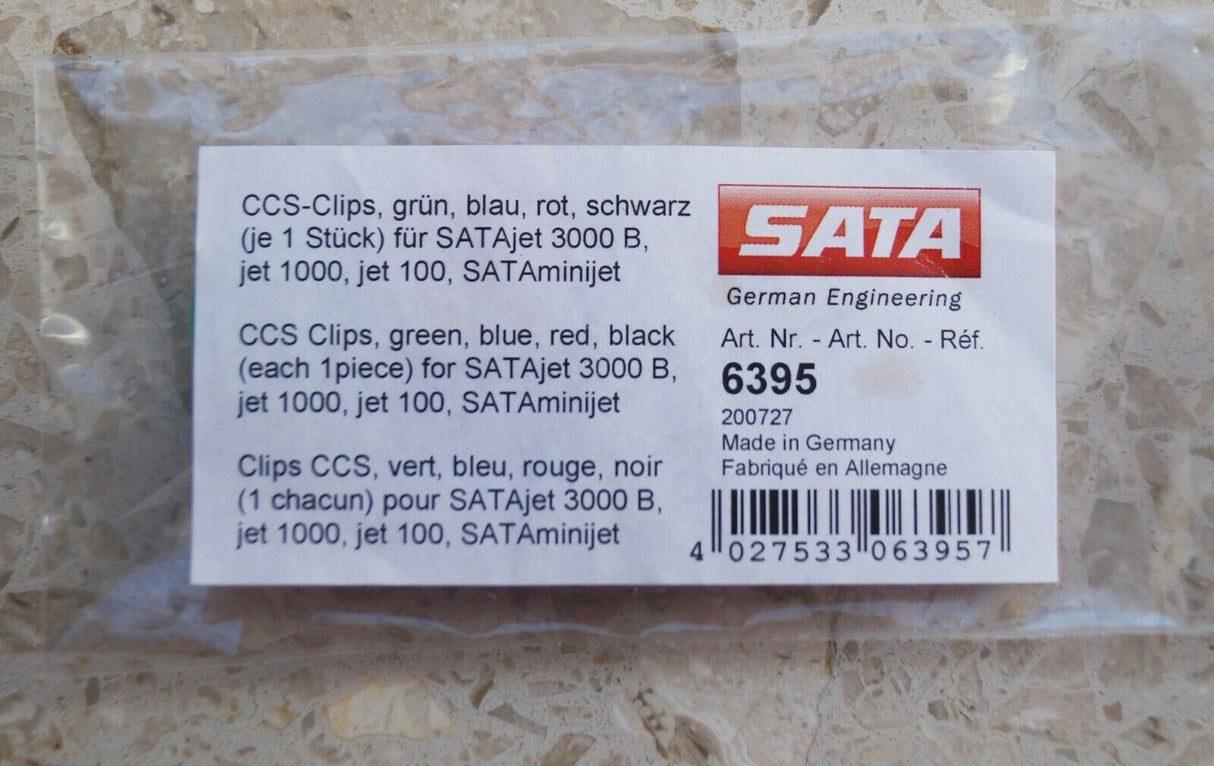 CCS-Clips, grün, blau, rot, schwarz
(je 1 Stück) für SATAjet 3000 B,
jet 1000, jet 100, SATAminijet
CCS Clips, green, blue, red, black
(each 1piece) for SATAjet 3000 B,
jet 1000, jet 100, SATAminijet
Clips CCS, vert, bleu, rouge, noir
(1 chacun) pour SATAjet 3000 B,
jet 1000, jet 100, SATAminijet
SATA
German Engineering
Art. Nr. - Art. No. - Réf.
6395
200727
Made in Germany
Fabriqué en Allemagne
4 027533 063957